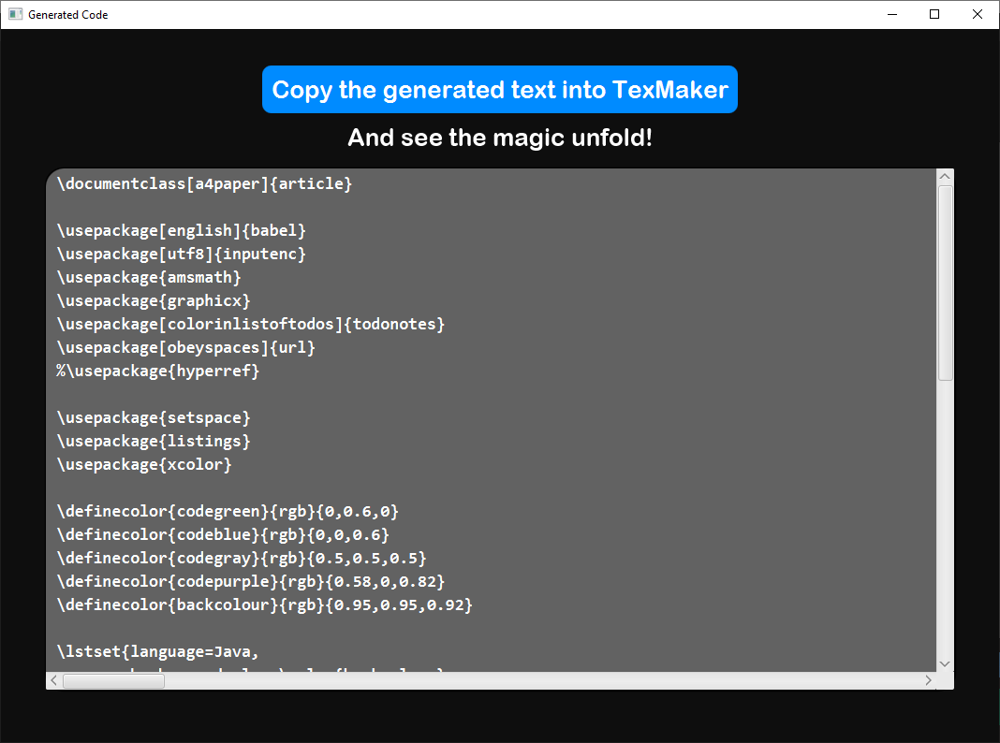 Generated Code
Copy the generated text into TexMaker
And see the magic unfold!
\documentclass[a4paper]{article}
\usepackage[english]{babel}
\usepackage[utf8]{inputenc}
\usepackage{amsmath}
\usepackage{graphicx}
\usepackage[colorinlistoftodos]{todonotes}
\usepackage[obeyspaces]{url}
%\usepackage{hyperref}
\usepackage{setspace}
\usepackage{listings}
\usepackage{xcolor}
\definecolor{codegreen}{rgb}{0,0.6,0}
\definecolor{codeblue}{rgb}{0,0,0.6}
\definecolor{codegray}{rgb}{0.5,0.5,0.5}
\definecolor{codepurple}{rgb}{0.58,0,0.82}
\definecolor{backcolour}{rgb}{0.95,0.95,0.92}
\lstset{language=Java,